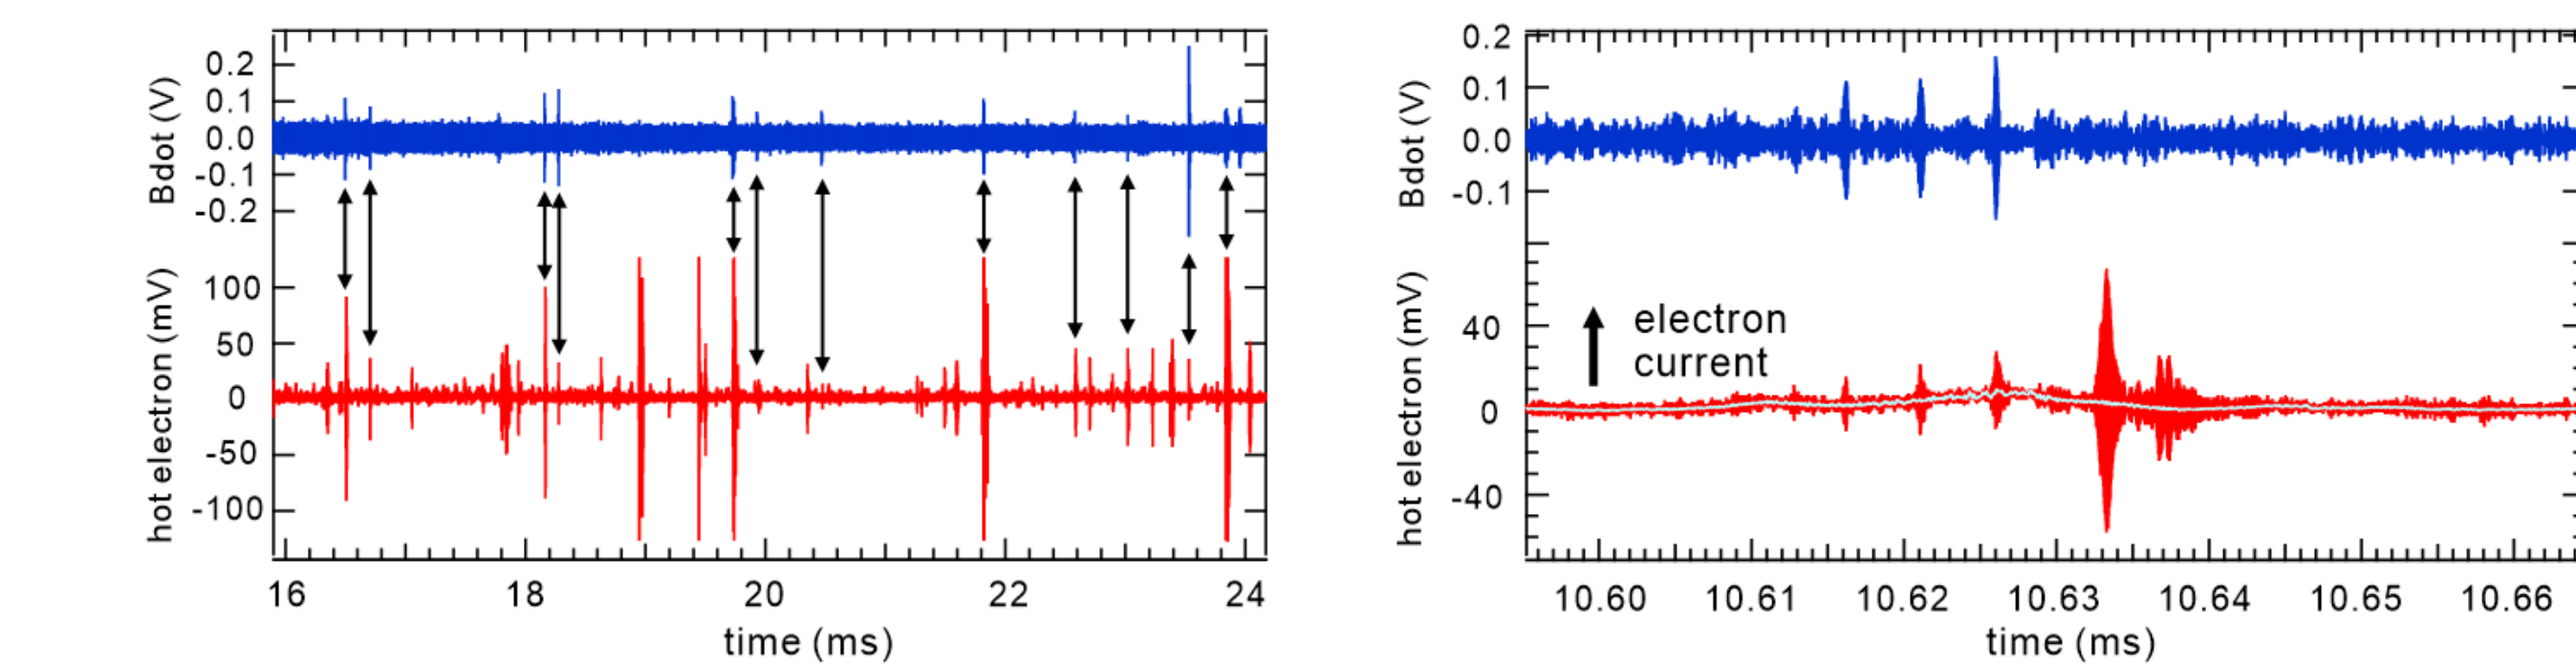 Bdot (V)
0.2
0.1
0.0
-0.1
-0.2
hot electron (mV)
100
50
0
-50
-100
16 18 20 22 24
time (ms)
Bdot (V)
0.2
0.1
0.0
-0.1
hot electron (mV)
40
0
-40
electron
current
10.60 10.61 10.62 10.63 10.64 10.65 10.66
time (ms)